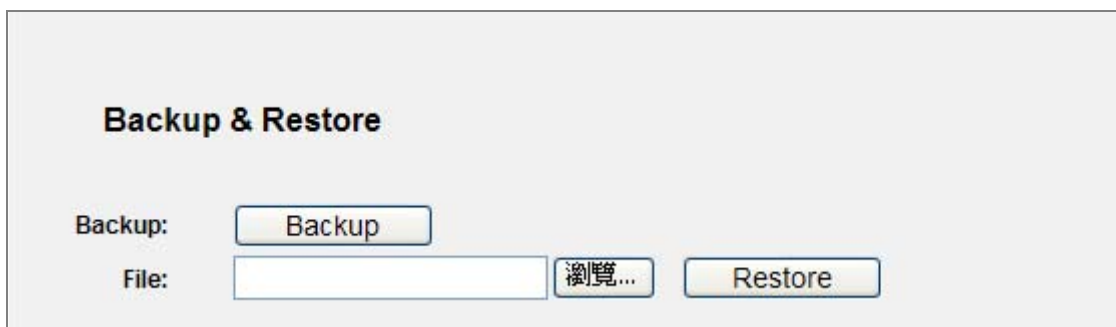 Backup & Restore
Backup: Backup
File: 瀏覽... Restore